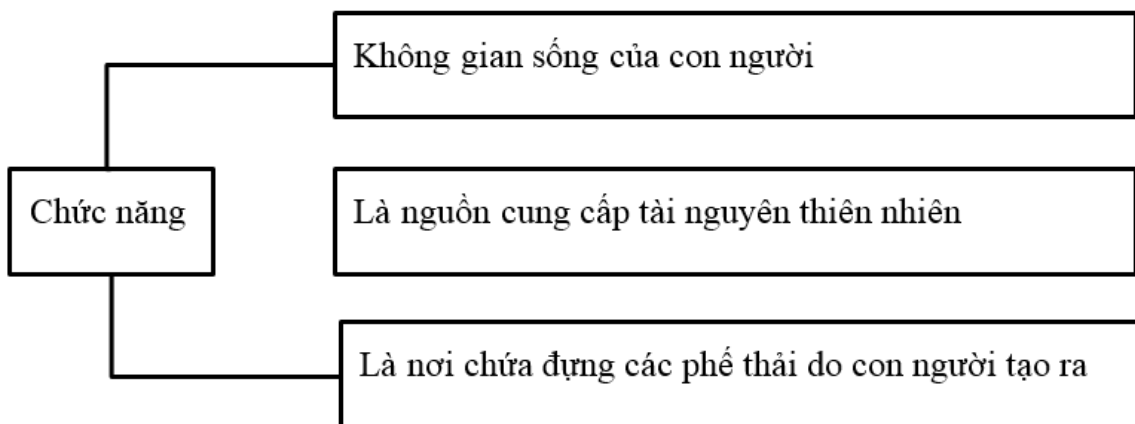 Không gian sống của con người
Chức năng
Là nguồn cung cấp tài nguyên thiên nhiên
Là nơi chứa đựng các phế thải do con người tạo ra